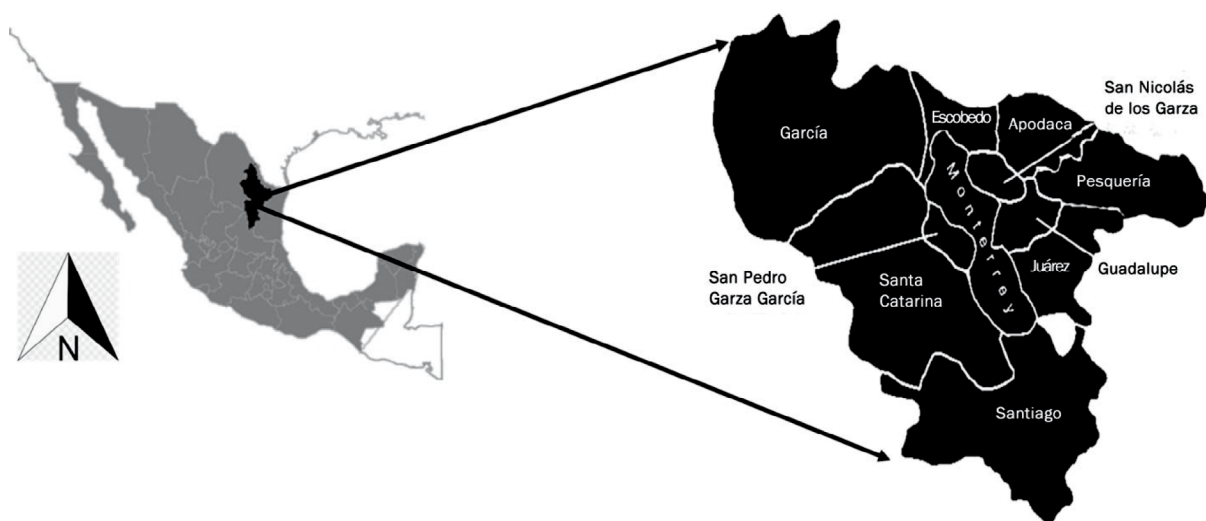 N
García
Escobedo
Apodaca
San Nicolás
de los Garza
Monterrey
Pesquería
San Pedro
Garza García
Santa
Catarina
Juárez
Guadalupe
Santiago